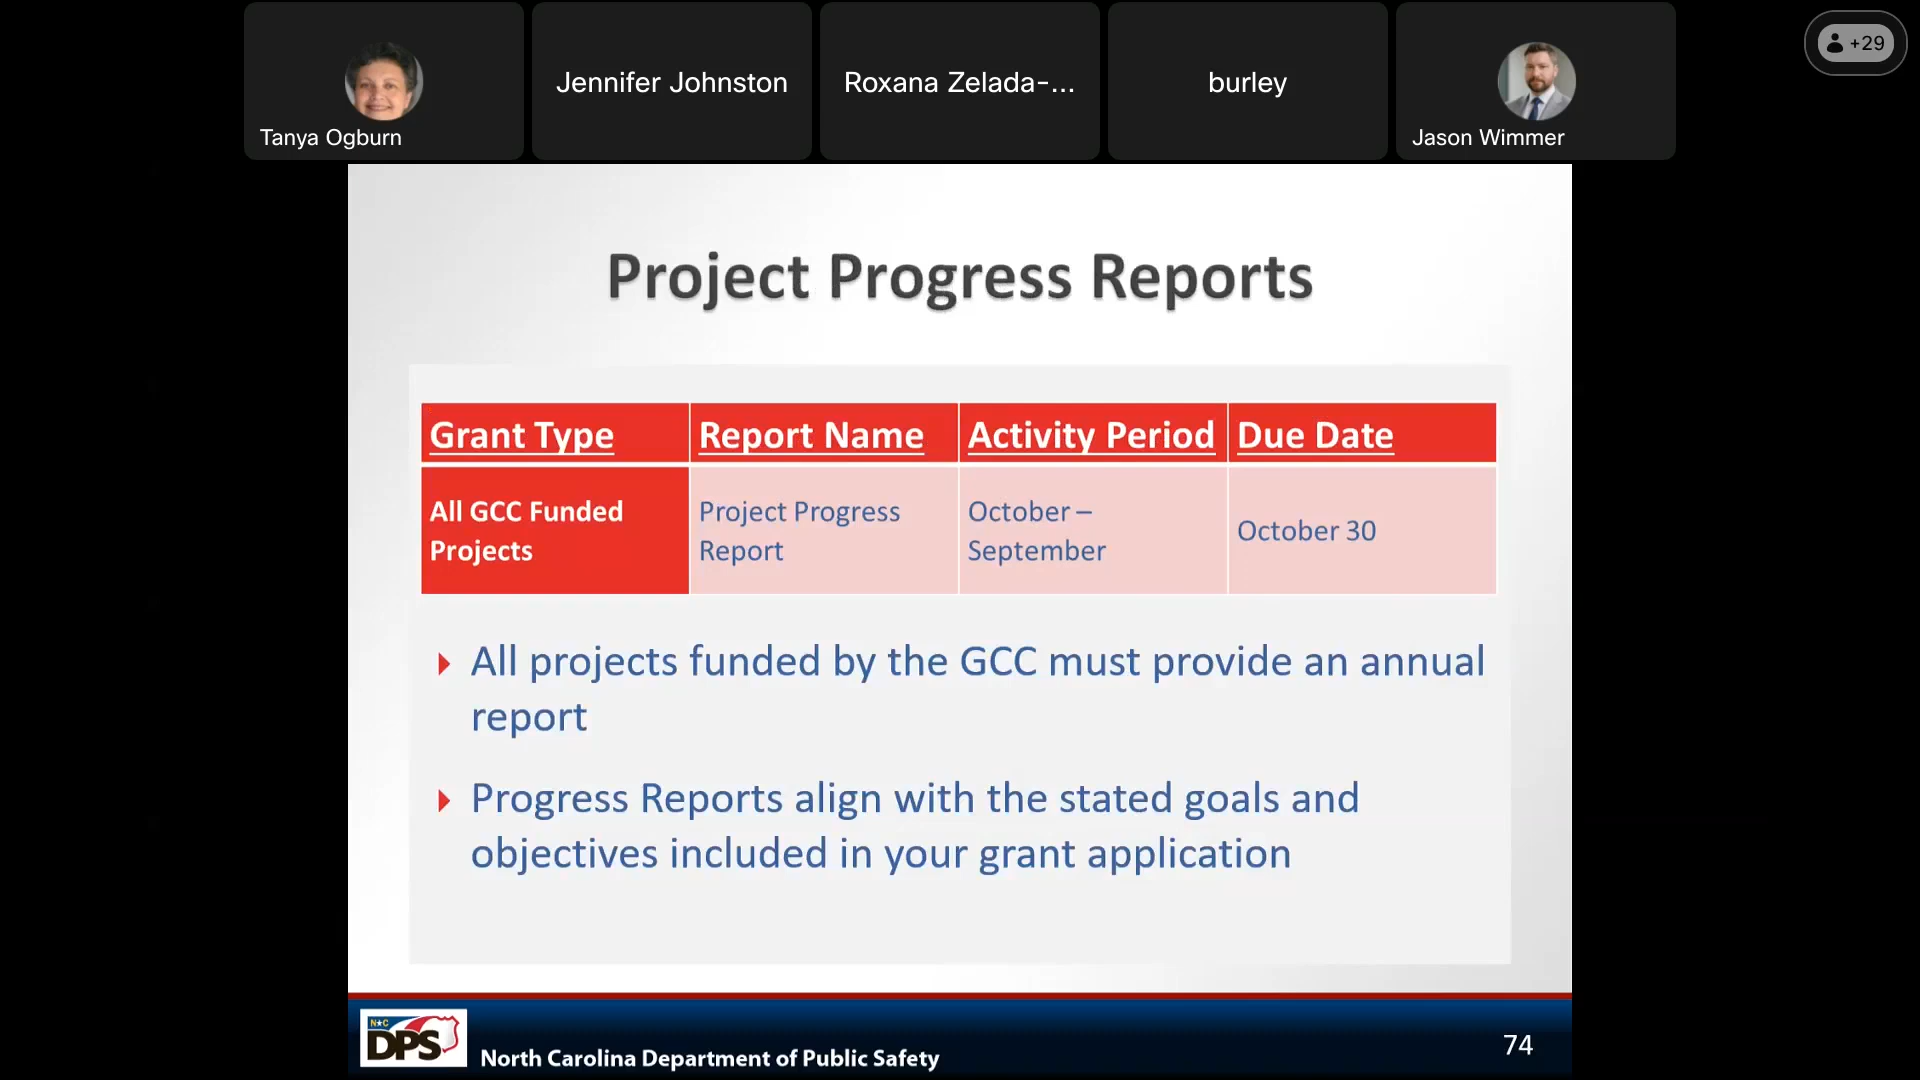 Tanya Ogburn
Jennifer Johnston
Roxana Zelada-...
burley
Jason Wimmer
+29
Project Progress Reports
Grant Type
Report Name
Activity Period
Due Date
All GCC Funded
Projects
Project Progress
Report
October –
September
October 30
All projects funded by the GCC must provide an annual
report
Progress Reports align with the stated goals and
objectives included in your grant application
N★C
DPS
North Carolina Department of Public Safety
74